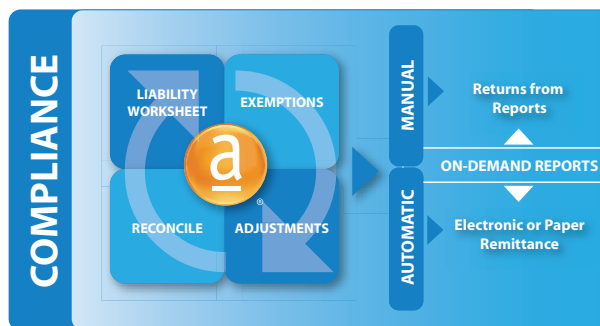 COMPLIANCE
LIABILITY
WORKSHEET
EXEMPTIONS
a
®
RECONCILE
ADJUSTMENTS
MANUAL
AUTOMATIC
Returns from
Reports
ON-DEMAND REPORTS
Electronic or Paper
Remittance